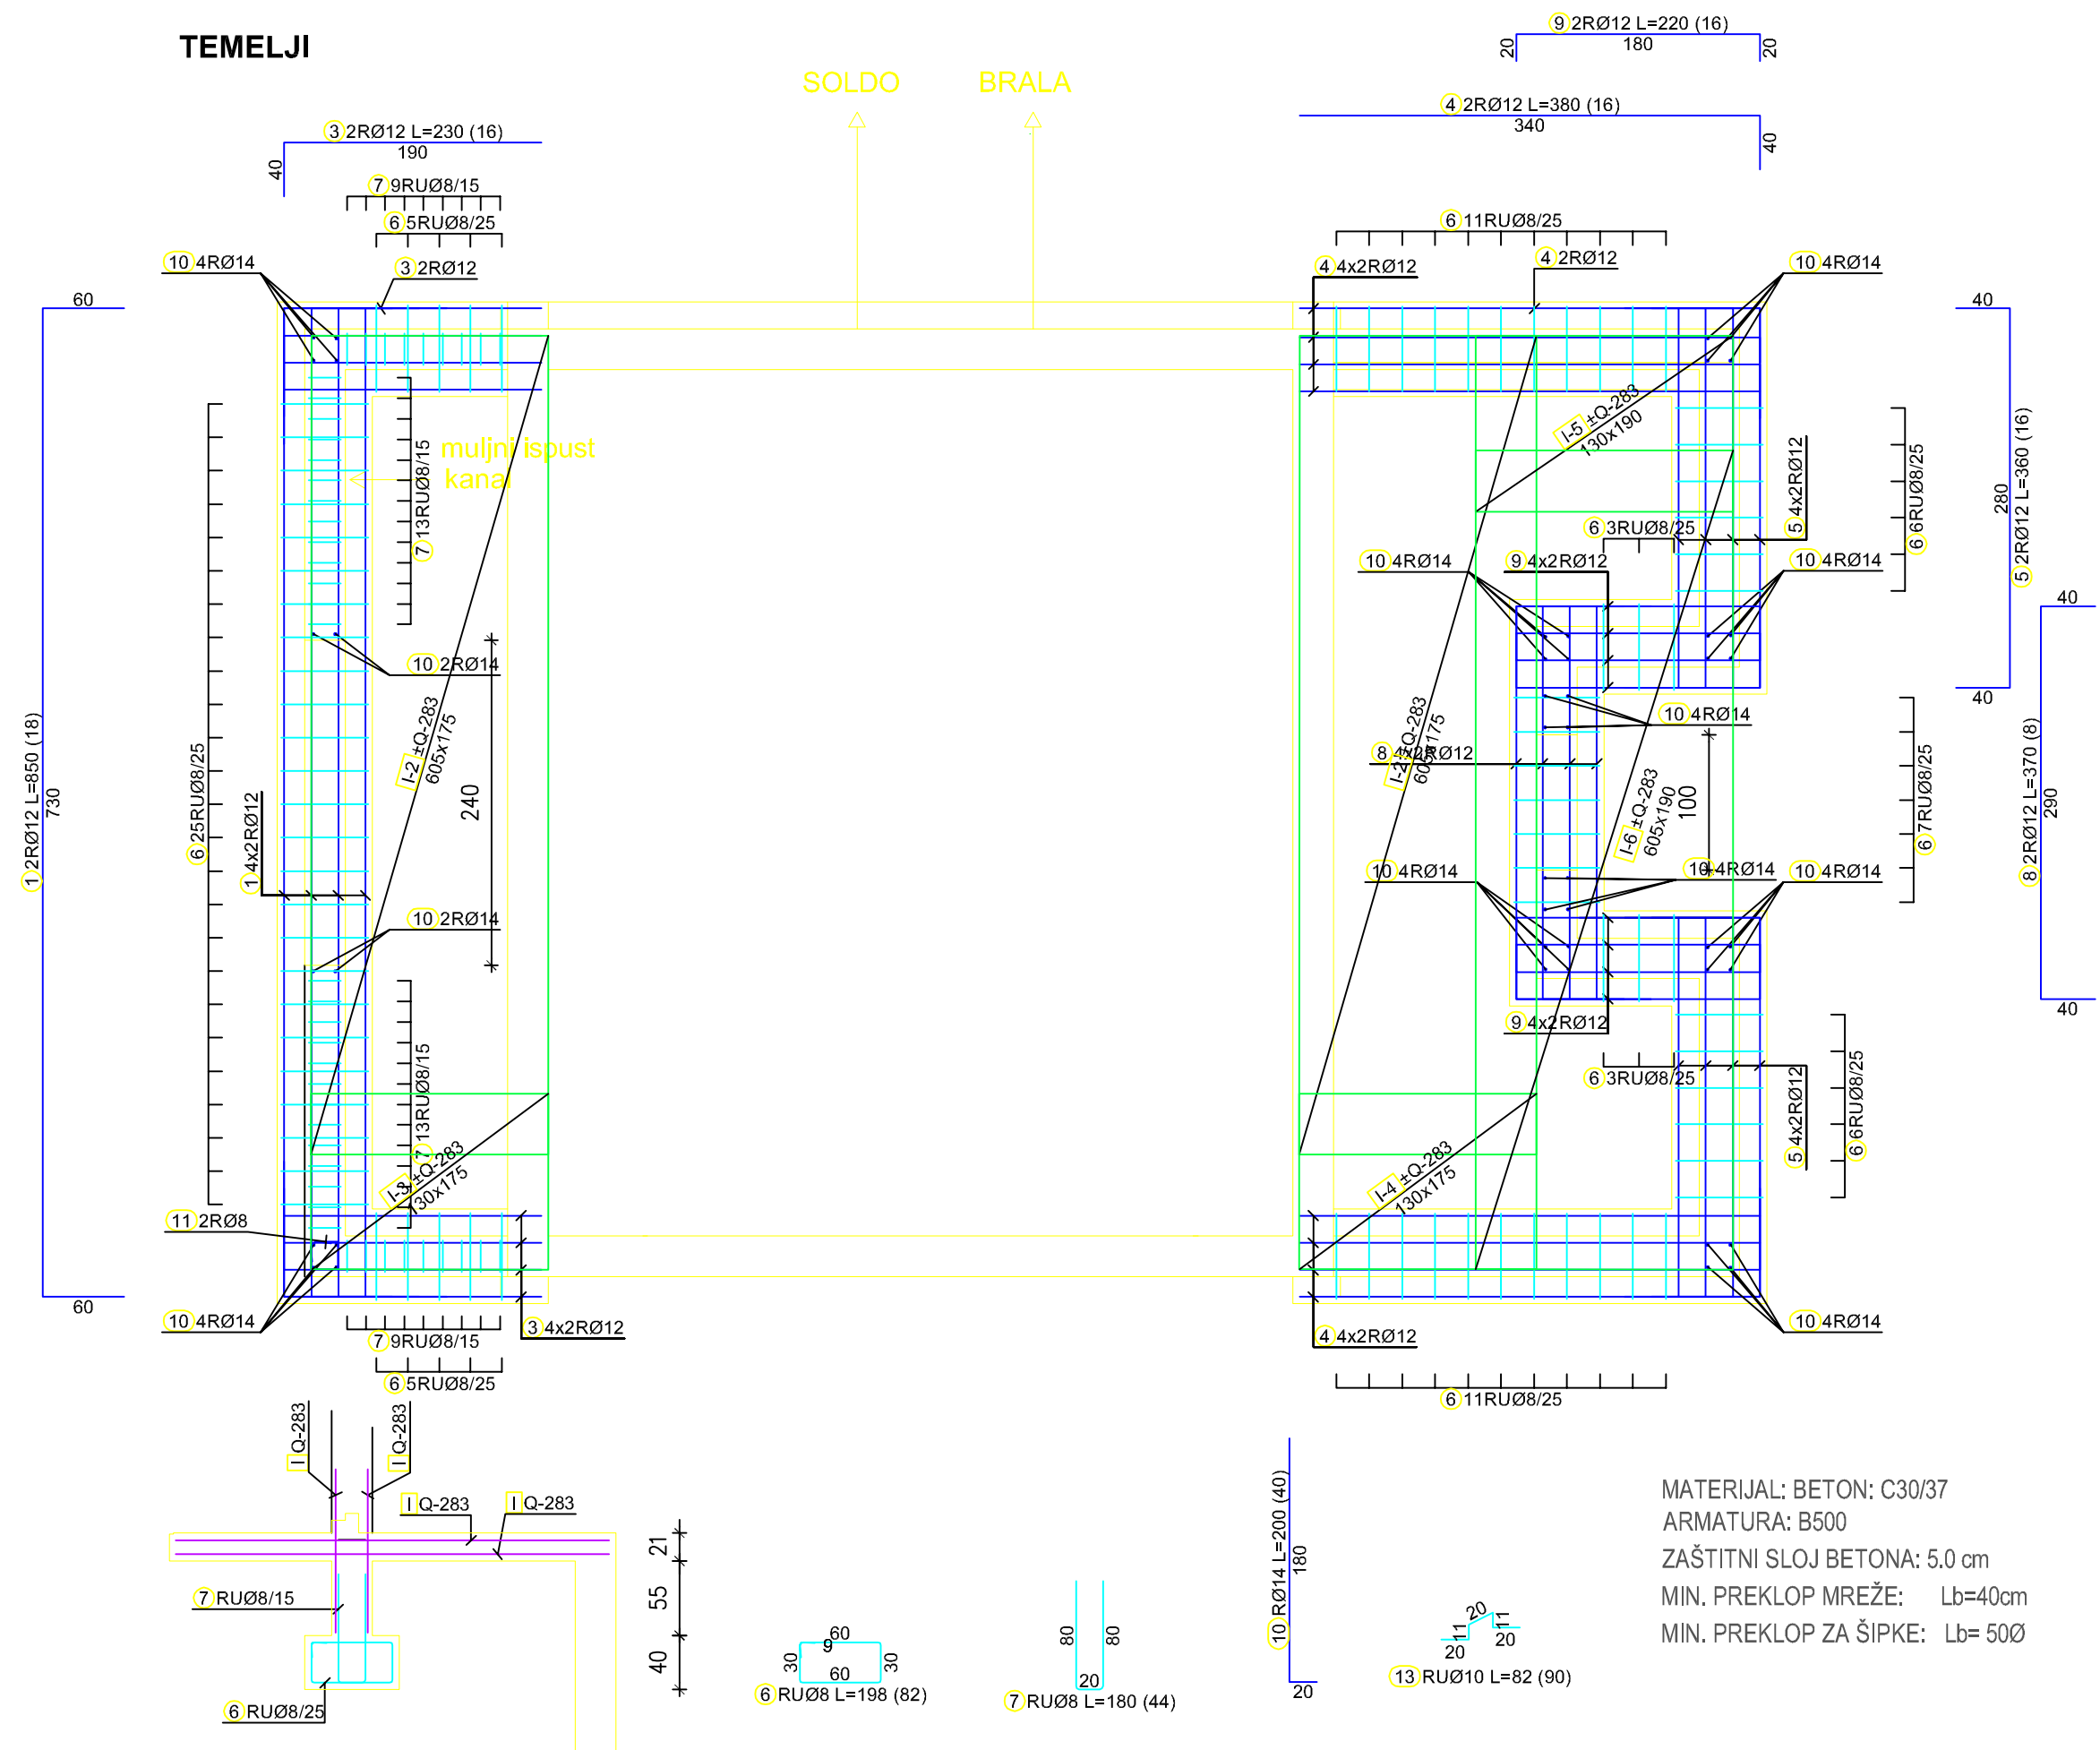 TEMELJI
SOLDO
BRALA
9 2RØ12 L=220 (16)
20
180
20
4 2RØ12 L=380 (16)
340
40
3 2RØ12 L=230 (16)
190
40
7 9RUØ8/15
6 5RUØ8/25
6 11RUØ8/25
10 4RØ14
3 2RØ12
4 4x2RØ12
4 2RØ12
10 4RØ14
60
1 2RØ12 L=850 (18)
730
60
6 25RUØ8/25
1 4x2RØ12
7 13RUØ8/15
muljni ispust
kanal
10 2RØ14
I-2 ±Q-283
605x175
240
10 2RØ14
7 13RUØ8/15
I-3 ±Q-283
130x175
11 2RØ8
10 4RØ14
7 9RUØ8/15
6 5RUØ8/25
3 4x2RØ12
I-5 ±Q-283
130x190
6 3RUØ8/25
5 4x2RØ12
6 6RUØ8/25
40
280
5 2RØ12 L=360 (16)
40
10 4RØ14
9 4x2RØ12
10 4RØ14
10 4RØ14
8 4x2RØ12
I-2 ±Q-283
605x175
I-6 ±Q-283
605x190
100
6 7RUØ8/25
40
8 2RØ12 L=370 (8)
290
40
10 4RØ14
10 4RØ14
10 4RØ14
9 4x2RØ12
6 3RUØ8/25
5 4x2RØ12
6 6RUØ8/25
I-4 ±Q-283
130x175
4 4x2RØ12
10 4RØ14
6 11RUØ8/25
I Q-283
I Q-283
I Q-283
I Q-283
7 RUØ8/15
6 RUØ8/25
21
55
40
60
9
30
30
60
6 RUØ8 L=198 (82)
80
80
20
7 RUØ8 L=180 (44)
10 RØ14 L=200 (40)
180
20
20
11
11
20
20
13 RUØ10 L=82 (90)
MATERIJAL: BETON: C30/37
ARMATURA: B500
ZAŠTITNI SLOJ BETONA: 5.0 cm
MIN. PREKLOP MREŽE: Lb=40cm
MIN. PREKLOP ZA ŠIPKE: Lb= 50Ø